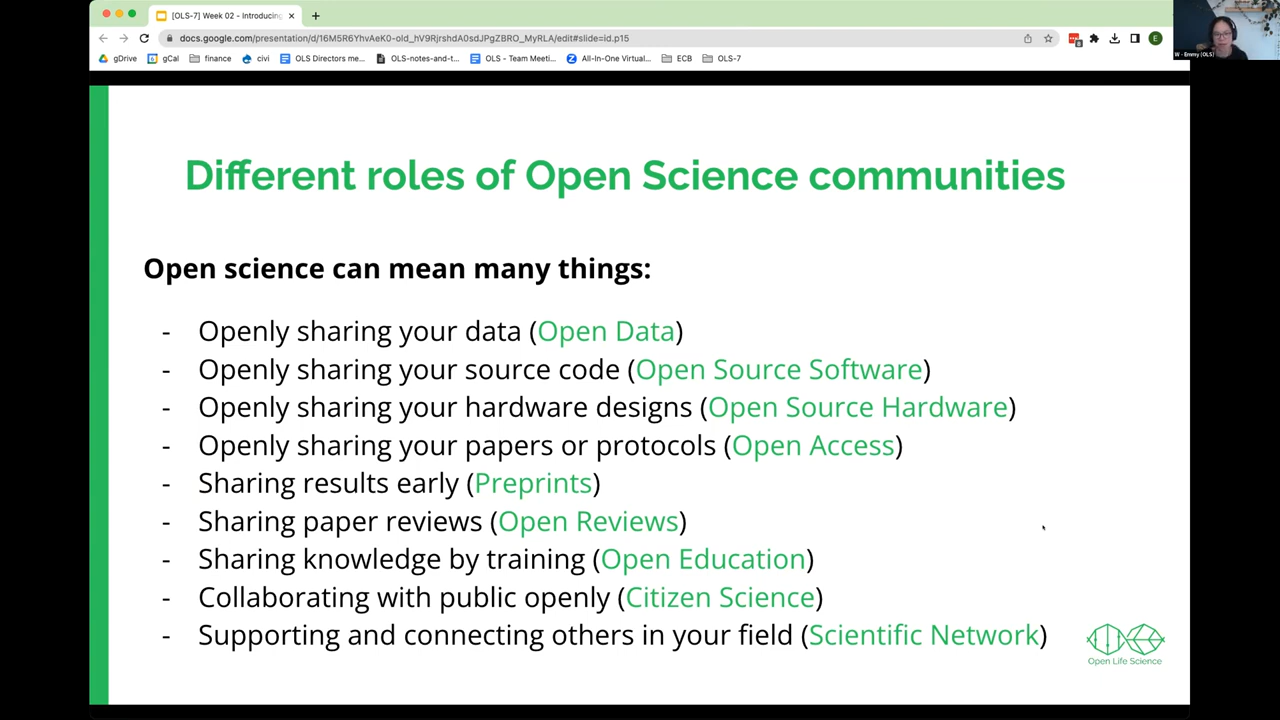 [OLS-7] Week 02 - Introducing
docs.google.com/presentation/d/16M5R6YhvAeK0-old_hV9RjrshdA0sdJPgZBRO_MyRLA/edit#slide=id.p15
gDrive gCal finance civi OLS Directors me... OLS-notes-and-t... OLS - Team Meeti... All-In-One Virtual... ECB OLS-7
E
W - Emmy (OLS)
Different roles of Open Science communities
Open science can mean many things:
- Openly sharing your data (Open Data)
- Openly sharing your source code (Open Source Software)
- Openly sharing your hardware designs (Open Source Hardware)
- Openly sharing your papers or protocols (Open Access)
- Sharing results early (Preprints)
- Sharing paper reviews (Open Reviews)
- Sharing knowledge by training (Open Education)
- Collaborating with public openly (Citizen Science)
- Supporting and connecting others in your field (Scientific Network)
Open Life Science